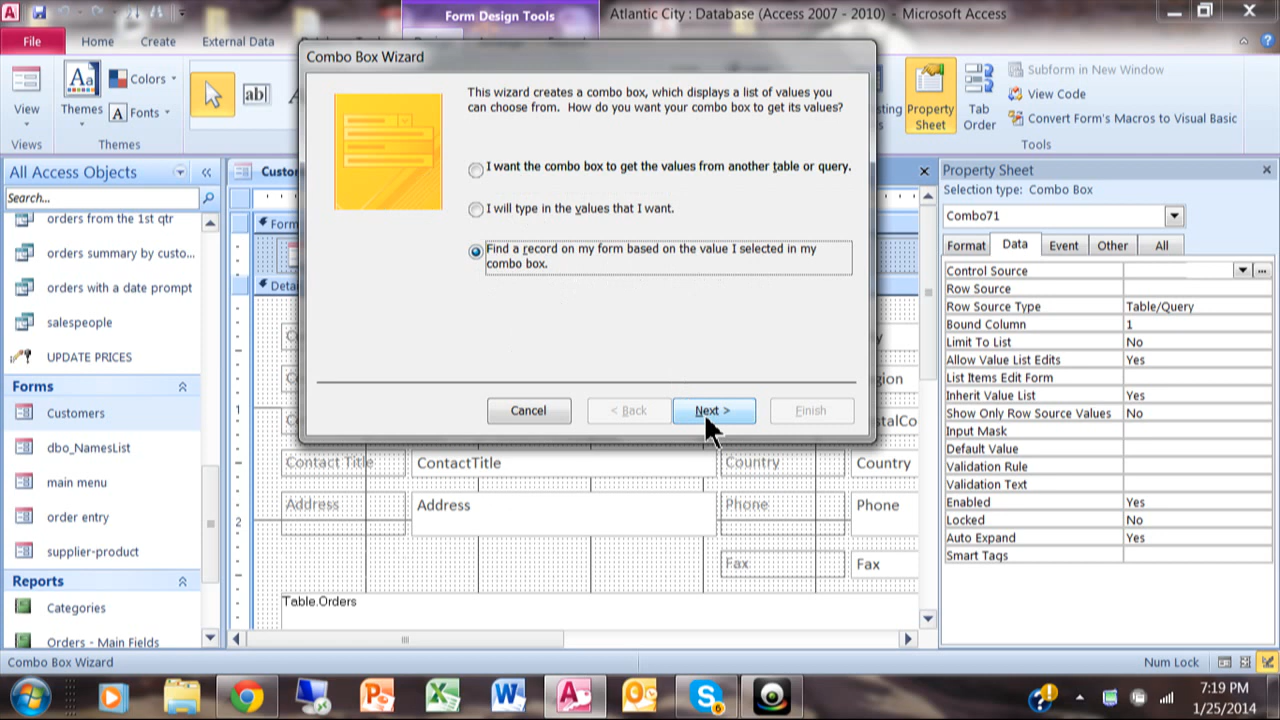 Form Design Tools
Atlantic City : Database (Access 2007 - 2010) - Microsoft Access
File
Home
Create
External Data
View
Views
Aa
Themes
Colors
Fonts
Themes
ab|
Property Sheet
Tab Order
Subform in New Window
View Code
Convert Form's Macros to Visual Basic
Tools
All Access Objects
Search...
orders from the 1st qtr
orders summary by custo...
orders with a date prompt
salespeople
UPDATE PRICES
Forms
Customers
dbo_NamesList
main menu
order entry
supplier-product
Reports
Categories
Orders - Main Fields
Combo Box Wizard
This wizard creates a combo box, which displays a list of values you
can choose from. How do you want your combo box to get its values?
I want the combo box to get the values from another table or query.
I will type in the values that I want.
Find a record on my form based on the value I selected in my
combo box.
Cancel
< Back
Next >
Finish
Contact Title
ContactTitle
Country
Country
Address
Address
Phone
Phone
Fax
Fax
Table.Orders
1
2
Property Sheet
Selection type: Combo Box
Combo71
Format
Data
Event
Other
All
Control Source
Row Source
Row Source Type Table/Query
Bound Column 1
Limit To List No
Allow Value List Edits Yes
List Items Edit Form
Inherit Value List Yes
Show Only Row Source Values No
Input Mask
Default Value
Validation Rule
Validation Text
Enabled Yes
Locked No
Auto Expand Yes
Smart Tags
Combo Box Wizard
Num Lock
7:19 PM
1/25/2014